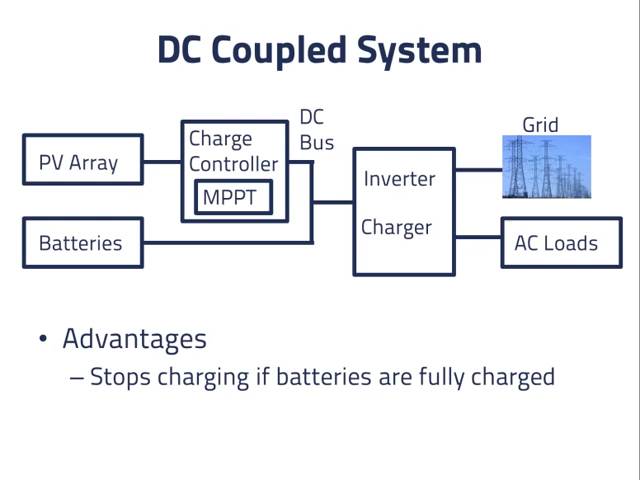 DC Coupled System
DC
Bus
Grid
PV Array
Charge
Controller
MPPT
Inverter
Charger
Batteries
AC Loads
• Advantages
– Stops charging if batteries are fully charged